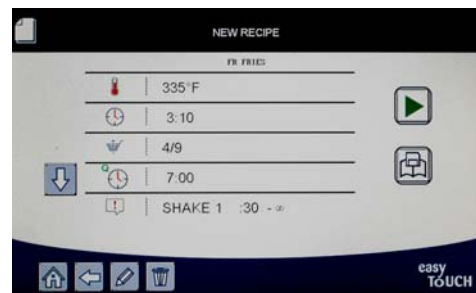 NEW RECIPE
FR FRIES
335°F
3:10
4/9
7:00
SHAKE 1 :30 - ∞
easy
TOUCH